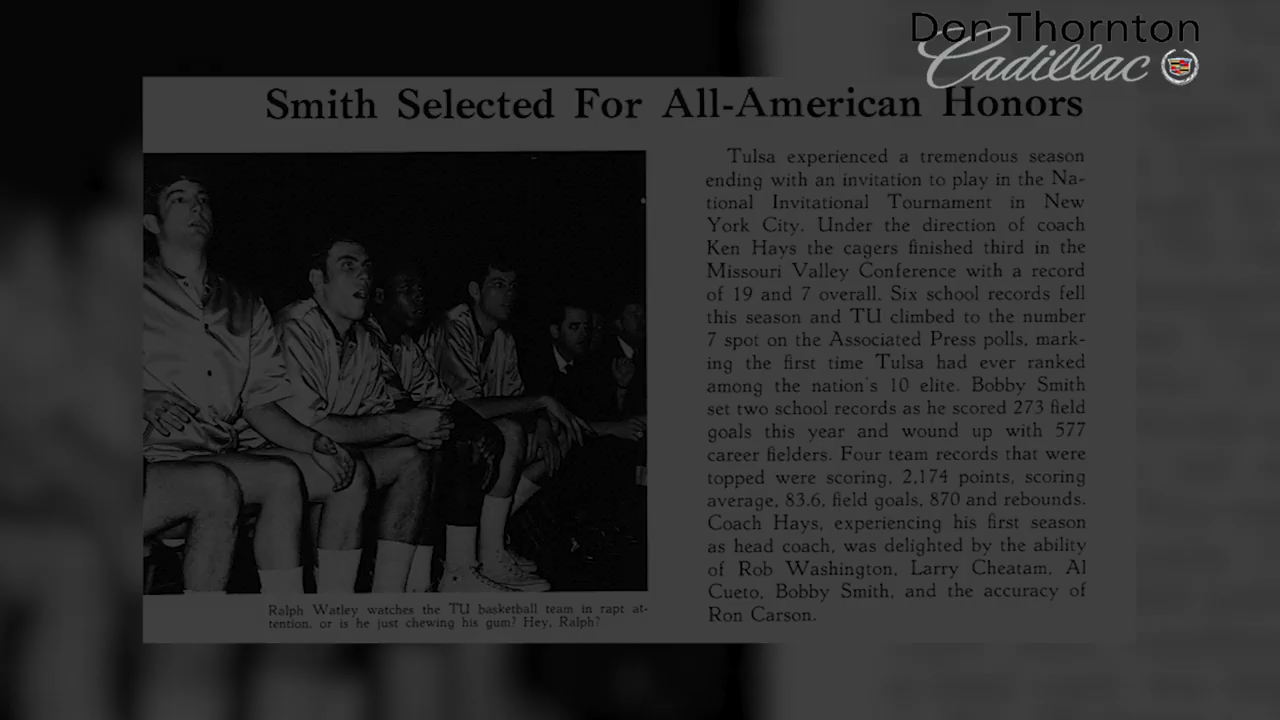 Don Thornton
Cadillac
Smith Selected For All-American Honors
Tulsa experienced a tremendous season
ending with an invitation to play in the Na-
tional Invitational Tournament in New
York City. Under the direction of coach
Ken Hays the cagers finished third in the
Missouri Valley Conference with a record
of 19 and 7 overall. Six school records fell
this season and TU climbed to the number
7 spot on the Associated Press polls, mark-
ing the first time Tulsa had ever ranked
among the nation's 10 elite. Bobby Smith
set two school records as he scored 273 field
goals this year and wound up with 577
career fielders. Four team records that were
topped were scoring, 2,174 points, scoring
average, 83.6, field goals, 870 and rebounds.
Coach Hays, experiencing his first season
as head coach, was delighted by the ability
of Rob Washington, Larry Cheatam, Al
Cueto, Bobby Smith, and the accuracy of
Ron Carson.
Ralph Watley watches the TU basketball team in rapt at-
tention, or is he just chewing his gum? Hey, Ralph?